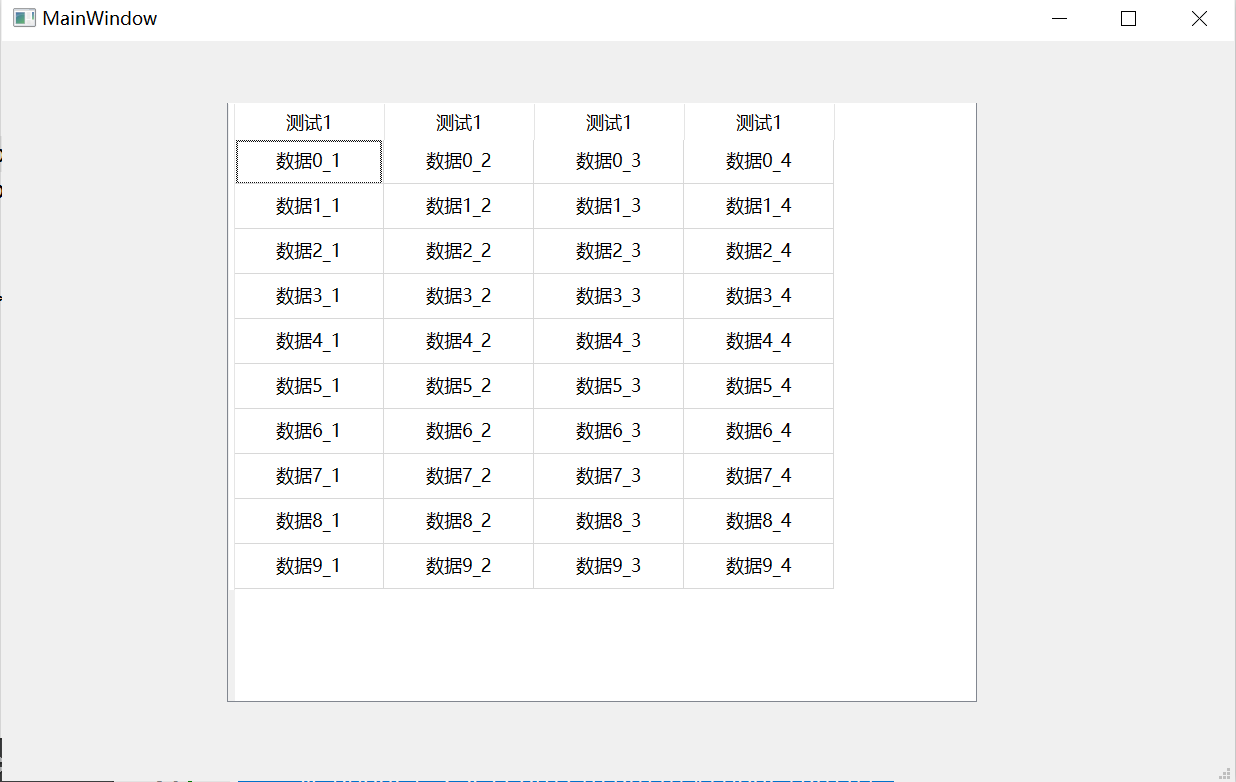 MainWindow
测试1 测试1 测试1 测试1
数据0_1 数据0_2 数据0_3 数据0_4
数据1_1 数据1_2 数据1_3 数据1_4
数据2_1 数据2_2 数据2_3 数据2_4
数据3_1 数据3_2 数据3_3 数据3_4
数据4_1 数据4_2 数据4_3 数据4_4
数据5_1 数据5_2 数据5_3 数据5_4
数据6_1 数据6_2 数据6_3 数据6_4
数据7_1 数据7_2 数据7_3 数据7_4
数据8_1 数据8_2 数据8_3 数据8_4
数据9_1 数据9_2 数据9_3 数据9_4